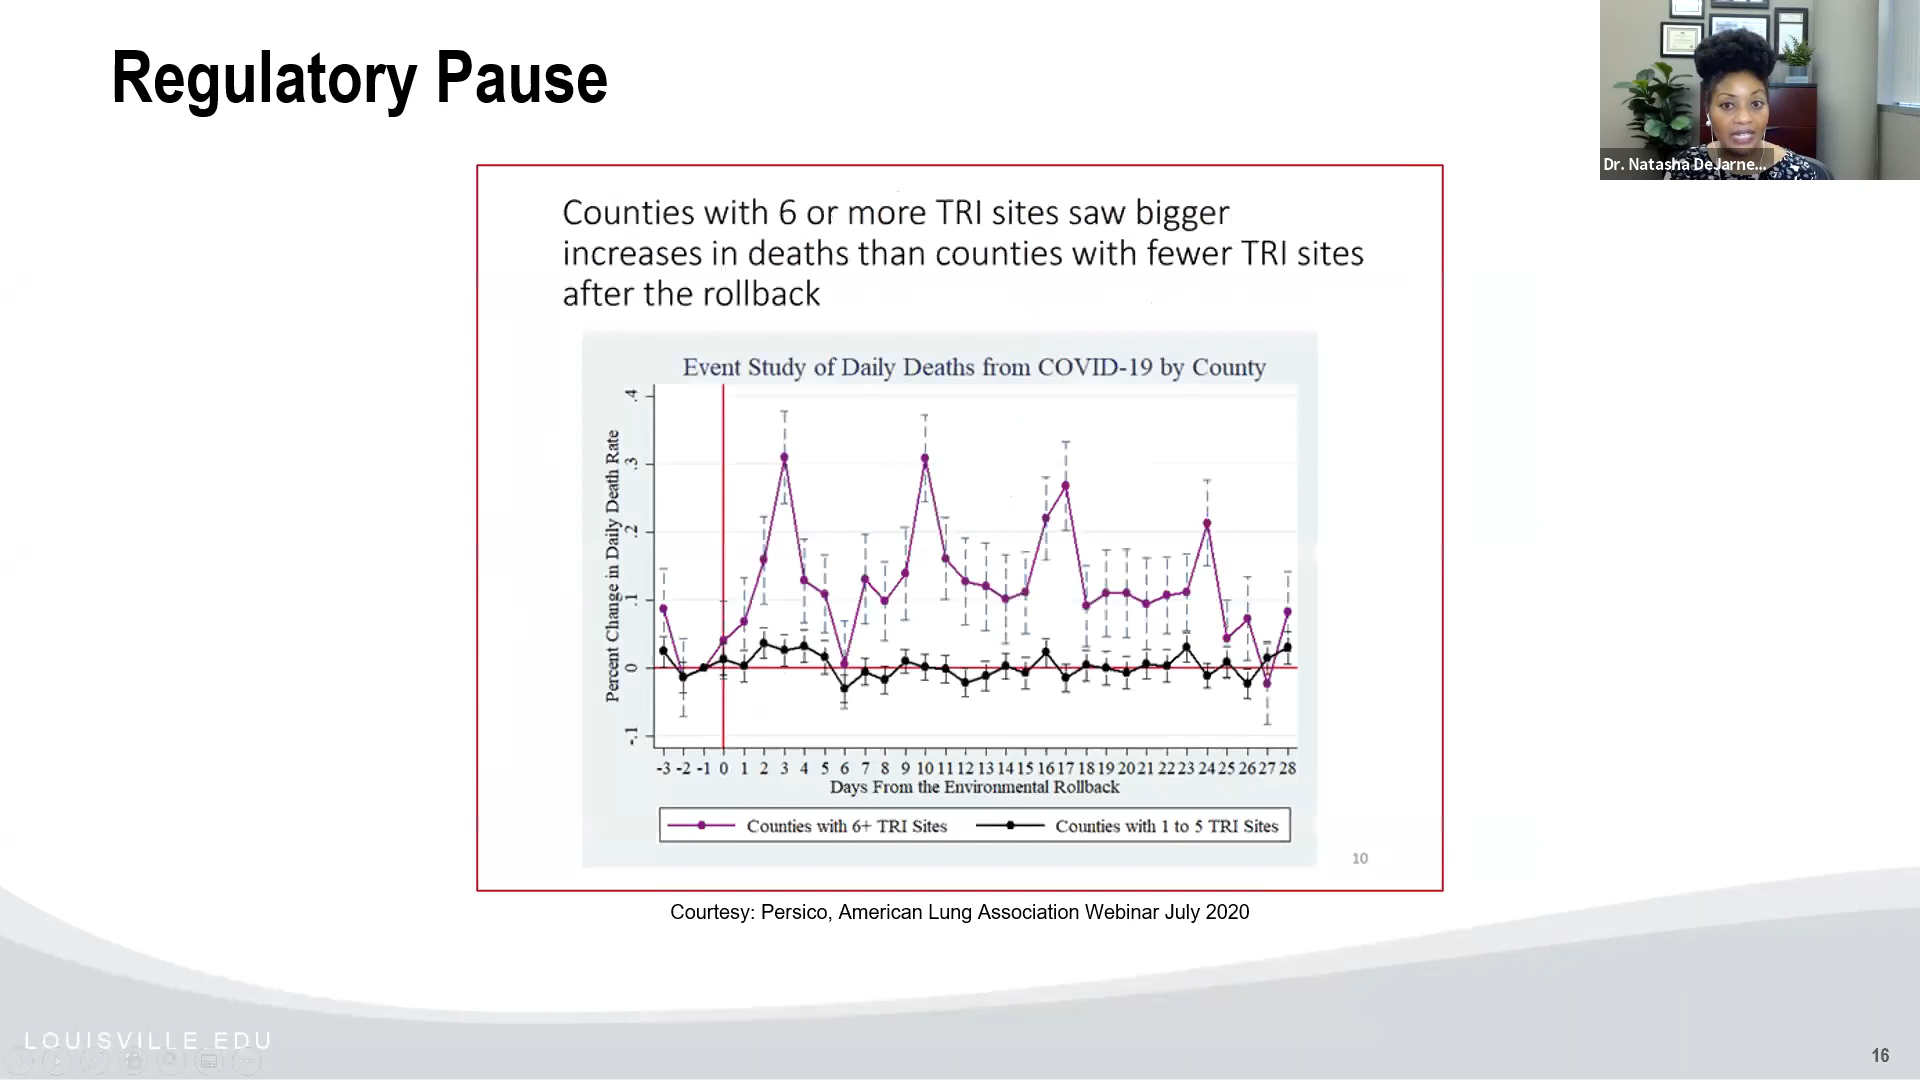 Regulatory Pause
Dr. Natasha DeJarne...
Counties with 6 or more TRI sites saw bigger
increases in deaths than counties with fewer TRI sites
after the rollback
Event Study of Daily Deaths from COVID-19 by County
Percent Change in Daily Death Rate
.4
.3
.2
.1
0
-.1
-3 -2 -1 0 1 2 3 4 5 6 7 8 9 10 11 12 13 14 15 16 17 18 19 20 21 22 23 24 25 26 27 28
Days From the Environmental Rollback
Counties with 6+ TRI Sites
Counties with 1 to 5 TRI Sites
10
Courtesy: Persico, American Lung Association Webinar July 2020
LOUISVILLE.EDU
16